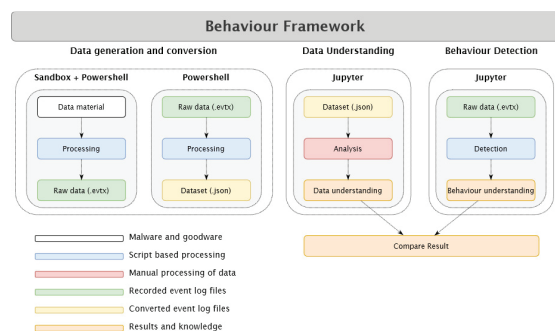 Behaviour Framework
Data generation and conversion
Data Understanding
Behaviour Detection
Sandbox + Powershell
Powershell
Jupyter
Jupyter
Data material
Raw data (.evtx)
Dataset (.json)
Raw data (.evtx)
Processing
Processing
Analysis
Detection
Raw data (.evtx)
Dataset (.json)
Data understanding
Behaviour understanding
Malware and goodware
Script based processing
Compare Result
Manual processing of data
Recorded event log files
Converted event log files
Results and knowledge